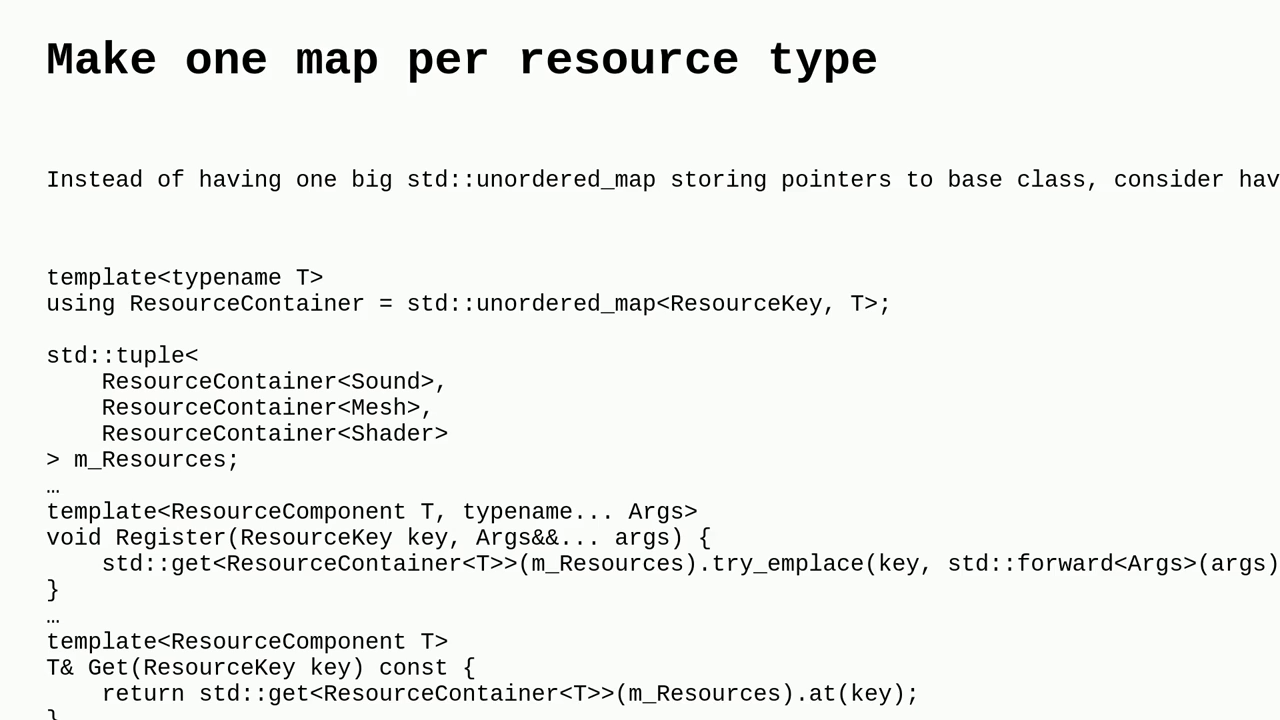 Make one map per resource type
Instead of having one big std::unordered_map storing pointers to base class, consider hav
template<typename T>
using ResourceContainer = std::unordered_map<ResourceKey, T>;
std::tuple<
    ResourceContainer<Sound>,
    ResourceContainer<Mesh>,
    ResourceContainer<Shader>
> m_Resources;
…
template<ResourceComponent T, typename... Args>
void Register(ResourceKey key, Args&&... args) {
    std::get<ResourceContainer<T>>(m_Resources).try_emplace(key, std::forward<Args>(args)
}
…
template<ResourceComponent T>
T& Get(ResourceKey key) const {
    return std::get<ResourceContainer<T>>(m_Resources).at(key);
}